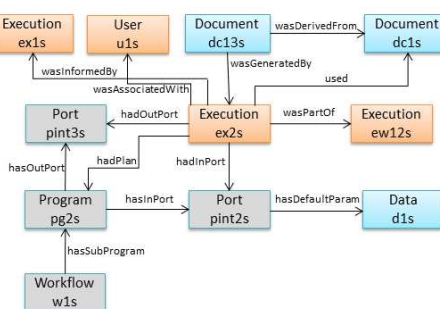 Execution
ex1s
User
u1s
Document
dc13s
wasDerivedFrom
Document
dc1s
wasInformedBy
wasGeneratedBy
used
wasAssociatedWith
Port
pint3s
hadOutPort
Execution
ex2s
wasPartOf
Execution
ew12s
hasOutPort
hadPlan
hadInPort
Program
pg2s
hasInPort
Port
pint2s
hasDefaultParam
Data
d1s
hasSubProgram
Workflow
w1s